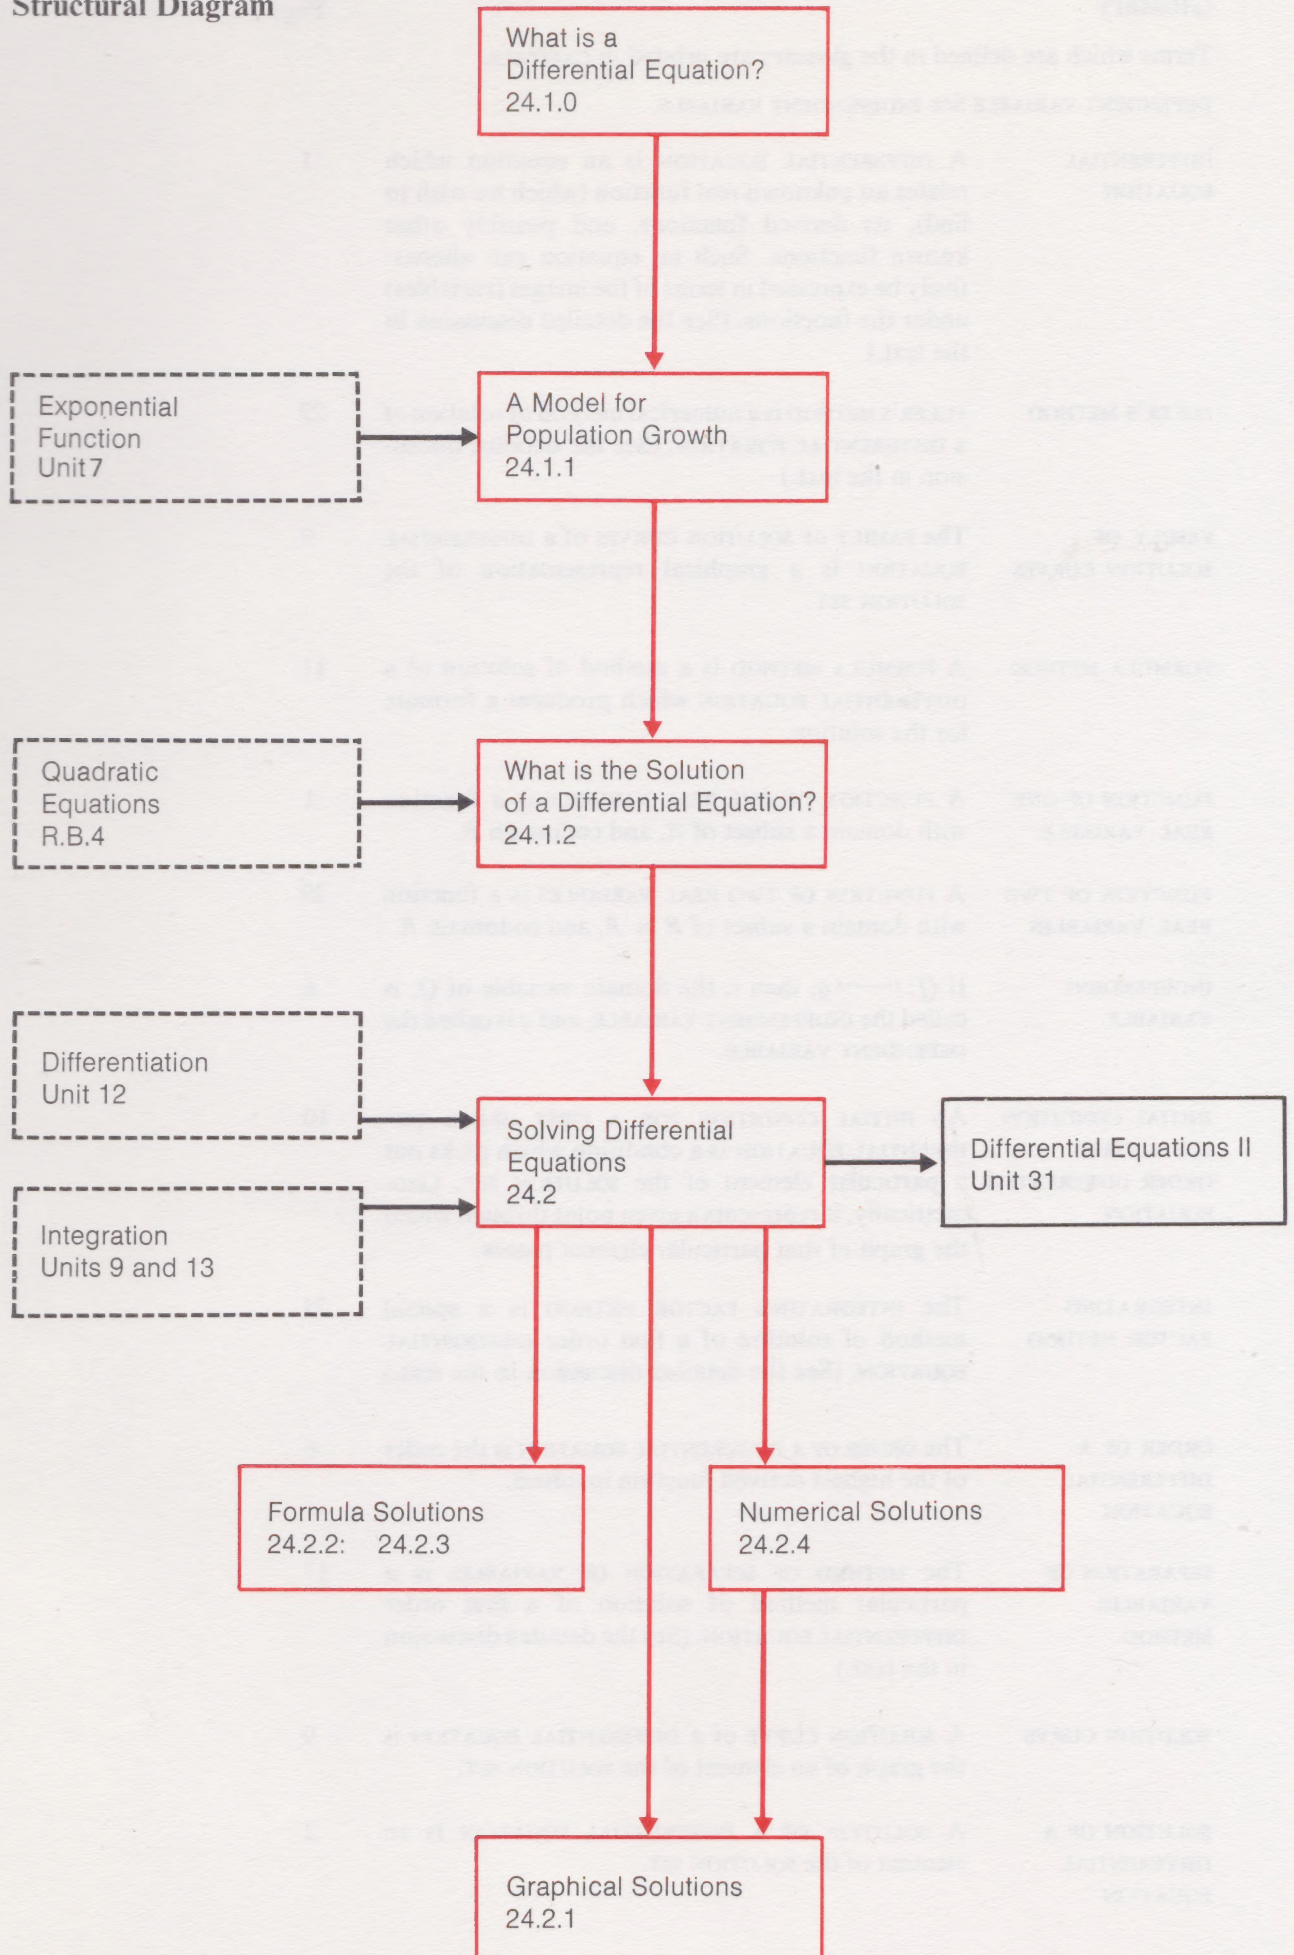 Structural Diagram
What is a
Differential Equation?
24.1.0
Exponential
Function
Unit 7
A Model for
Population Growth
24.1.1
Quadratic
Equations
R.B.4
What is the Solution
of a Differential Equation?
24.1.2
Differentiation
Unit 12
Solving Differential
Equations
24.2
Differential Equations II
Unit 31
Integration
Units 9 and 13
Formula Solutions
24.2.2: 24.2.3
Numerical Solutions
24.2.4
Graphical Solutions
24.2.1